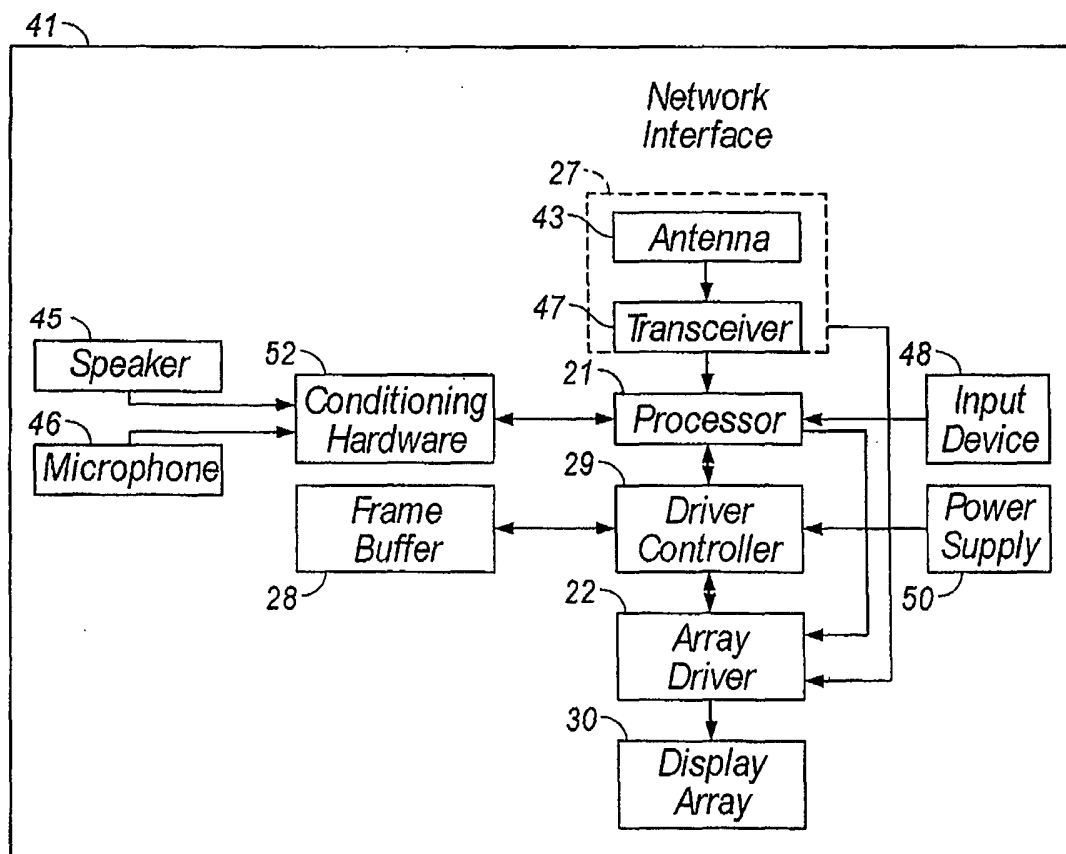 41
Network
Interface
27
43
Antenna
47
Transceiver
45
Speaker
52
Conditioning
Hardware
21
Processor
48
Input
Device
46
Microphone
29
Driver
Controller
Frame
Buffer
28
Power
Supply
50
22
Array
Driver
30
Display
Array